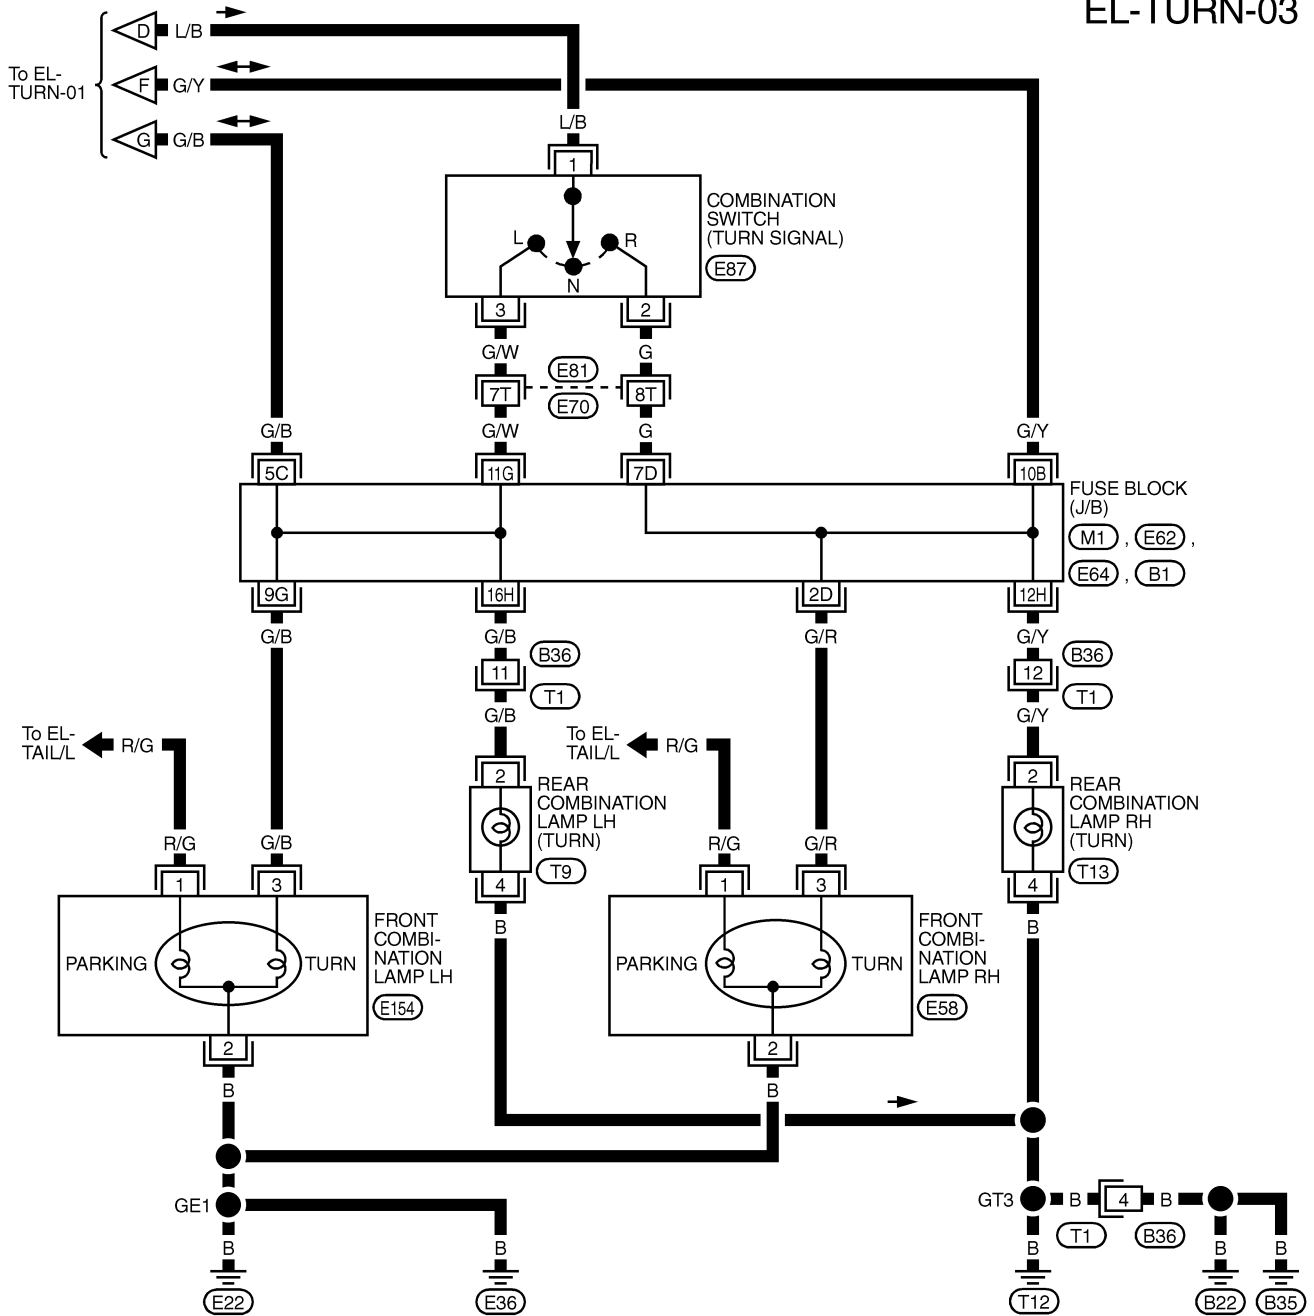 EL-TURN-03
D L/B
To EL-
TURN-01
F G/Y
G G/B
L/B
1
COMBINATION
SWITCH
(TURN SIGNAL)
E87
L
R
N
3
2
G/W
G
E81
7T
8T
E70
G/B
G/W
G
G/Y
5C
11G
7D
10B
FUSE BLOCK
(J/B)
M1 , E62 ,
E64 , B1
9G
16H
2D
12H
G/B
G/B
G/R
G/Y
B36
B36
11
12
T1
T1
G/B
G/Y
To EL-
TAIL/L
R/G
To EL-
TAIL/L
R/G
2
2
REAR
COMBINATION
LAMP LH
(TURN)
T9
REAR
COMBINATION
LAMP RH
(TURN)
T13
R/G
G/B
R/G
G/R
1
3
4
1
3
4
B
B
FRONT
COMBI-
NATION
LAMP LH
E154
PARKING
TURN
FRONT
COMBI-
NATION
LAMP RH
E58
PARKING
TURN
2
2
B
B
GE1
GT3
B
4
B
T1
B36
B
B
B
B
B
E22
E36
T12
B22
B35